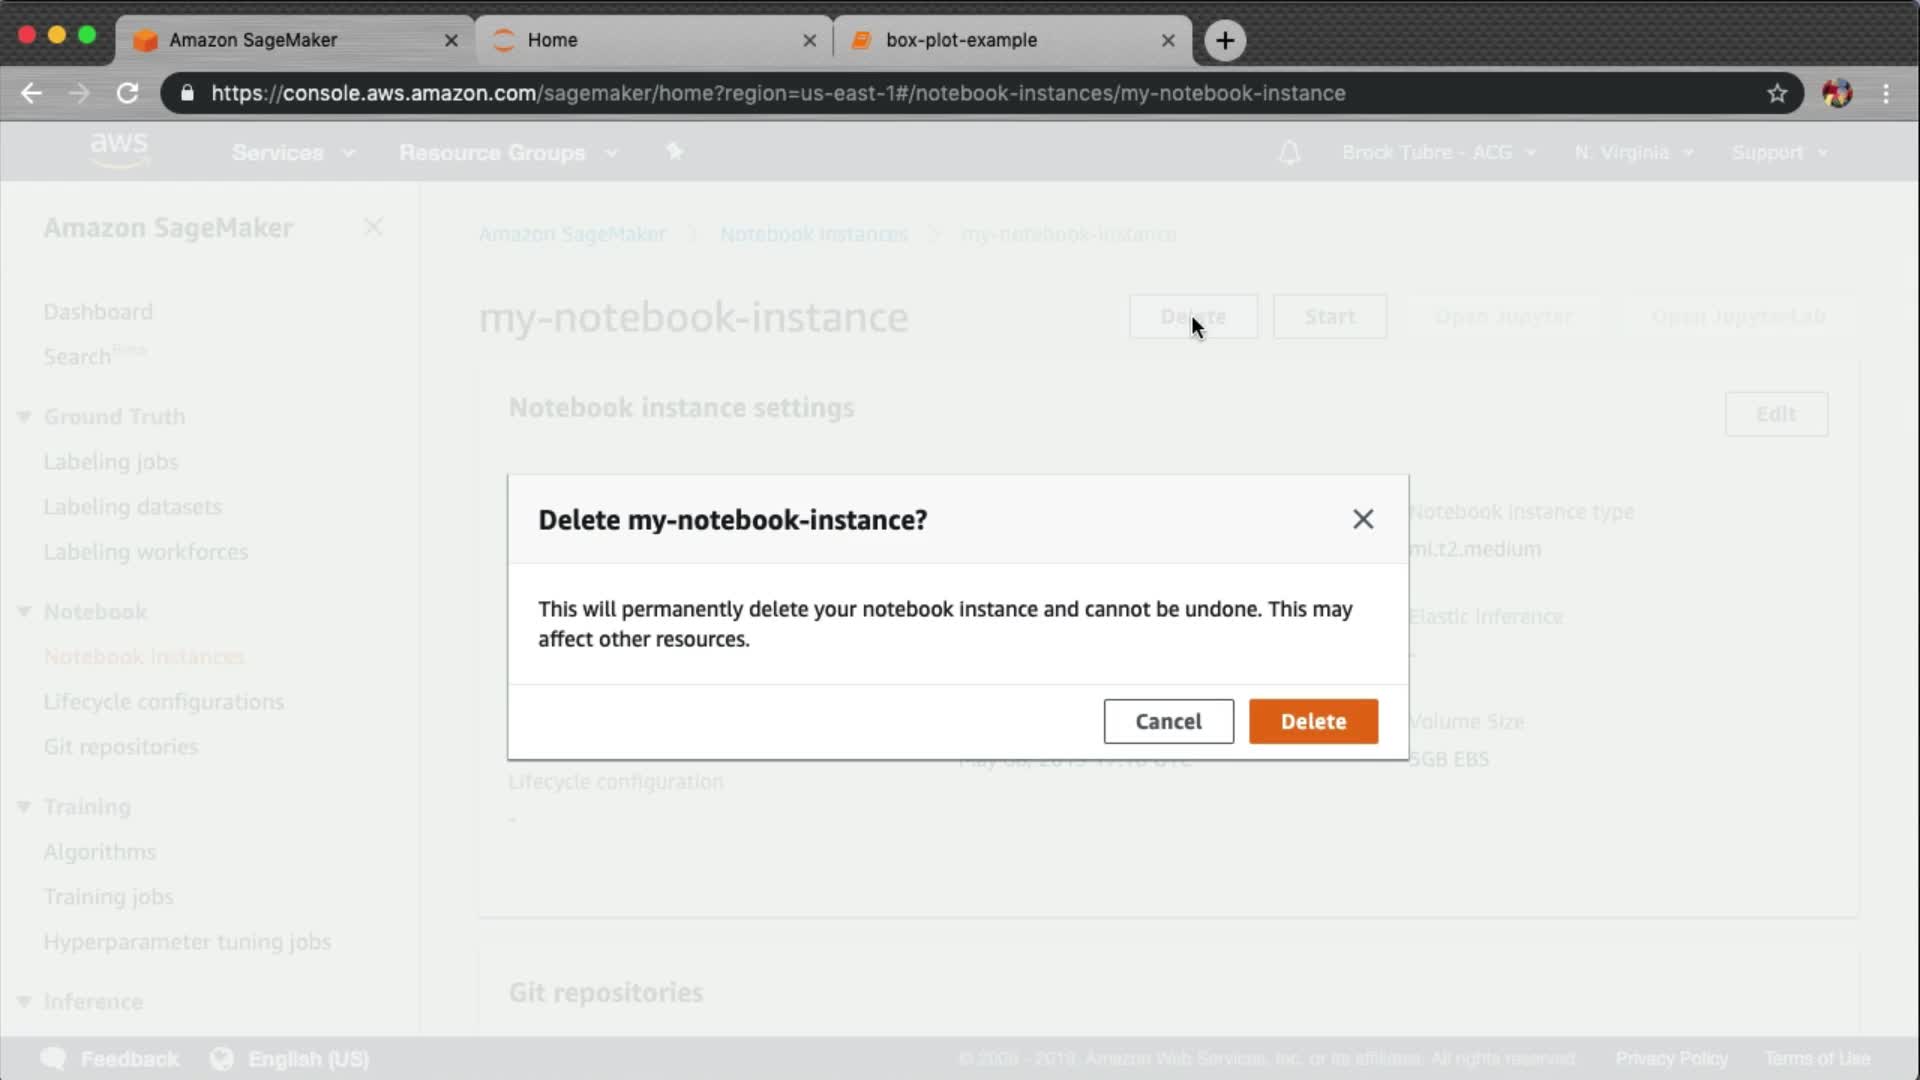 Amazon SageMaker
Home
box-plot-example
https://console.aws.amazon.com/sagemaker/home?region=us-east-1#/notebook-instances/my-notebook-instance
aws
Services
Resource Groups
Brock Tubre - ACG
N. Virginia
Support
Amazon SageMaker
Dashboard
Search Beta
Ground Truth
Labeling jobs
Labeling datasets
Labeling workforces
Notebook
Notebook instances
Lifecycle configurations
Git repositories
Training
Algorithms
Training jobs
Hyperparameter tuning jobs
Inference
Amazon SageMaker > Notebook instances > my-notebook-instance
my-notebook-instance
Delete
Start
Open Jupyter
Open JupyterLab
Notebook instance settings
Edit
Notebook instance type
ml.t2.medium
Elastic Inference
-
Volume Size
5GB EBS
Lifecycle configuration
-
Delete my-notebook-instance?
This will permanently delete your notebook instance and cannot be undone. This may
affect other resources.
Cancel
Delete
Git repositories
Feedback
English (US)
© 2008 - 2019, Amazon Web Services, Inc. or its affiliates. All rights reserved.
Privacy Policy
Terms of Use